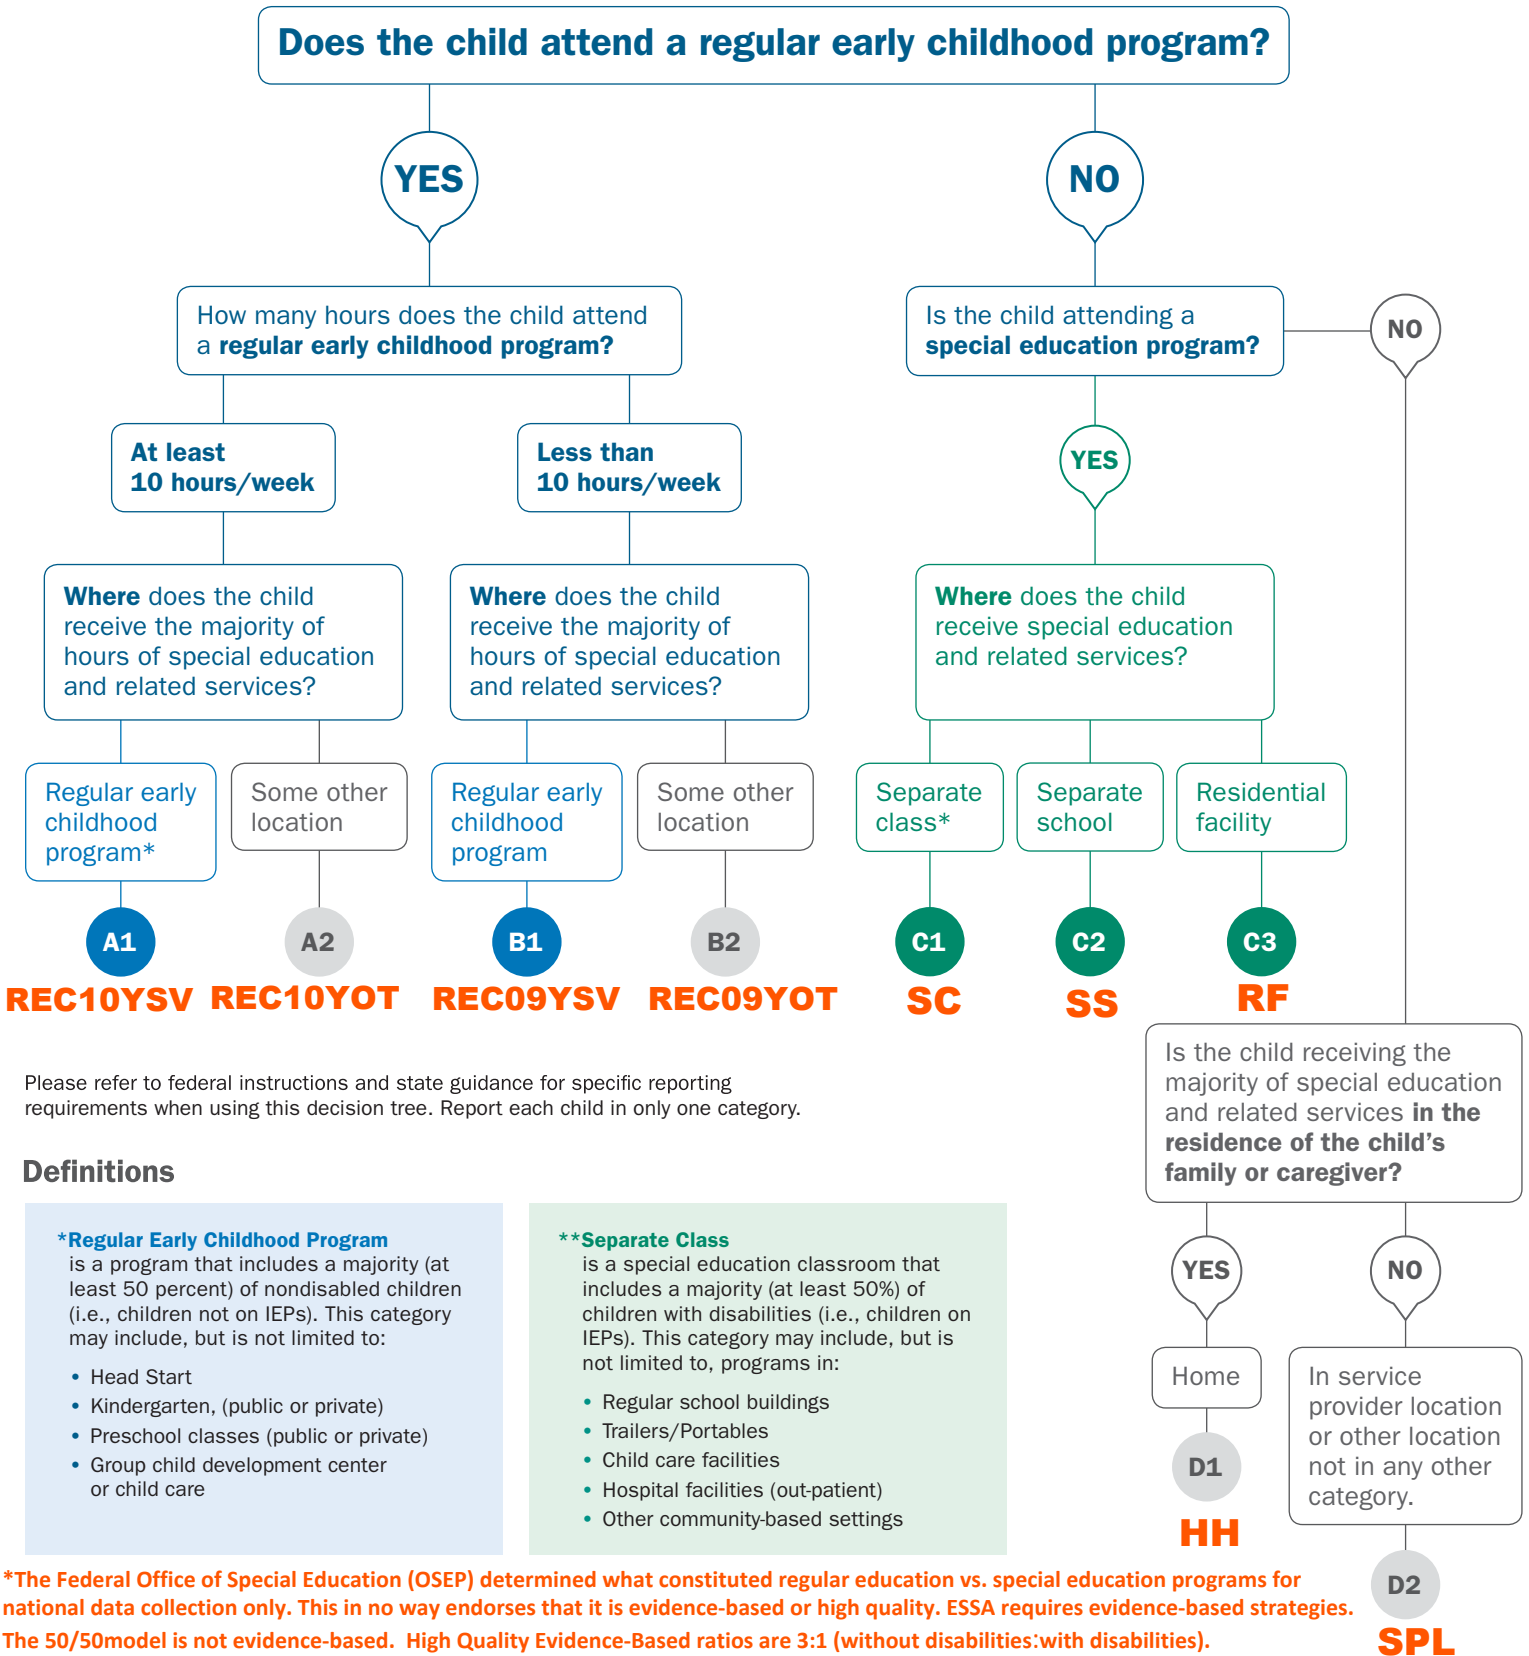 Does the child attend a regular early childhood program?
YES
NO
How many hours does the child attend
a regular early childhood program?
Is the child attending a
special education program?
NO
At least
10 hours/week
Less than
10 hours/week
YES
Where does the child
receive the majority of
hours of special education
and related services?
Where does the child
receive the majority of
hours of special education
and related services?
Where does the child
receive special education
and related services?
Regular early
childhood
program*
Some other
location
Regular early
childhood
program
Some other
location
Separate
class*
Separate
school
Residential
facility
A1
A2
B1
B2
C1
C2
C3
REC10YSV
REC10YOT
REC09YSV
REC09YOT
SC
SS
RF
Is the child receiving the
majority of special education
and related services in the
residence of the child's
family or caregiver?
YES
NO
Home
In service
provider location
or other location
not in any other
category.
D1
HH
D2
SPL
Please refer to federal instructions and state guidance for specific reporting
requirements when using this decision tree. Report each child in only one category.
Definitions
*Regular Early Childhood Program
is a program that includes a majority (at
least 50 percent) of nondisabled children
(i.e., children not on IEPs). This category
may include, but is not limited to:
• Head Start
• Kindergarten, (public or private)
• Preschool classes (public or private)
• Group child development center
or child care
**Separate Class
is a special education classroom that
includes a majority (at least 50%) of
children with disabilities (i.e., children on
IEPs). This category may include, but is
not limited to, programs in:
• Regular school buildings
• Trailers/Portables
• Child care facilities
• Hospital facilities (out-patient)
• Other community-based settings
*The Federal Office of Special Education (OSEP) determined what constituted regular education vs. special education programs for
national data collection only. This in no way endorses that it is evidence-based or high quality. ESSA requires evidence-based strategies.
The 50/50model is not evidence-based. High Quality Evidence-Based ratios are 3:1 (without disabilities:with disabilities).